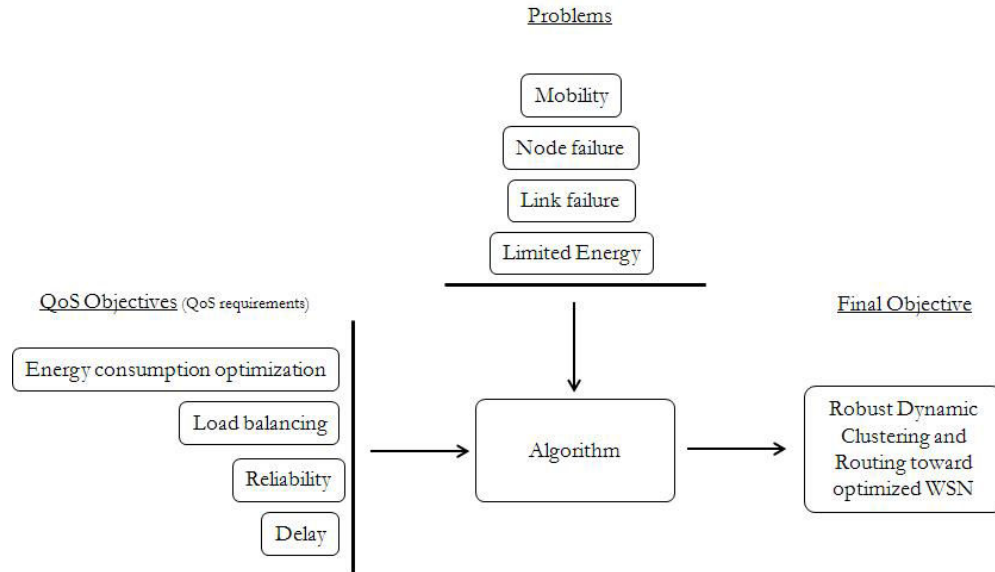 Problems
Mobility
Node failure
Link failure
Limited Energy
QoS Objectives (QoS requirements)
Energy consumption optimization
Load balancing
Reliability
Delay
Algorithm
Final Objective
Robust Dynamic
Clustering and
Routing toward
optimized WSN